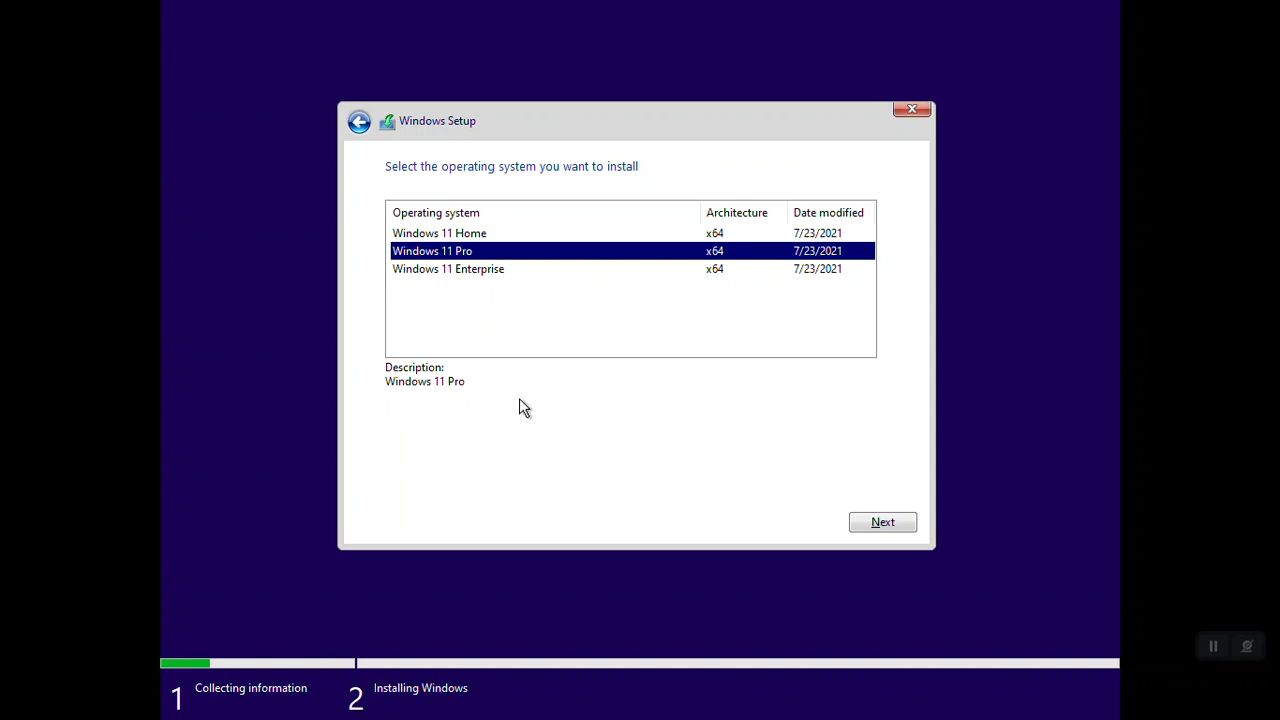 Windows Setup
Select the operating system you want to install
Operating system Architecture Date modified
Windows 11 Home x64 7/23/2021
Windows 11 Pro x64 7/23/2021
Windows 11 Enterprise x64 7/23/2021
Description:
Windows 11 Pro
Next
1 Collecting information 2 Installing Windows